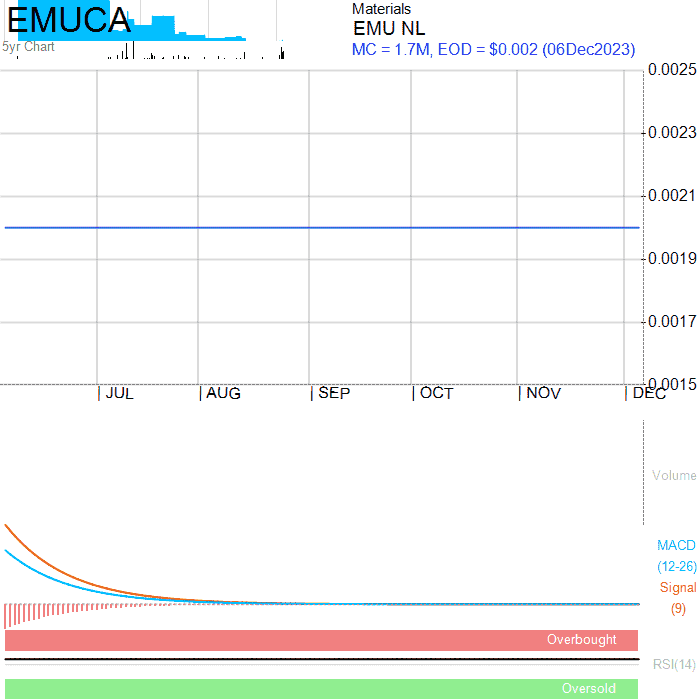 EMUCA
5yr Chart
Materials
EMU NL
MC = 1.7M, EOD = $0.002 (06Dec2023)
0.0025
0.0023
0.0021
0.0019
0.0017
0.0015
JUL AUG SEP OCT NOV DEC
Volume
MACD
(12-26)
Signal
(9)
Overbought
RSI(14)
Oversold